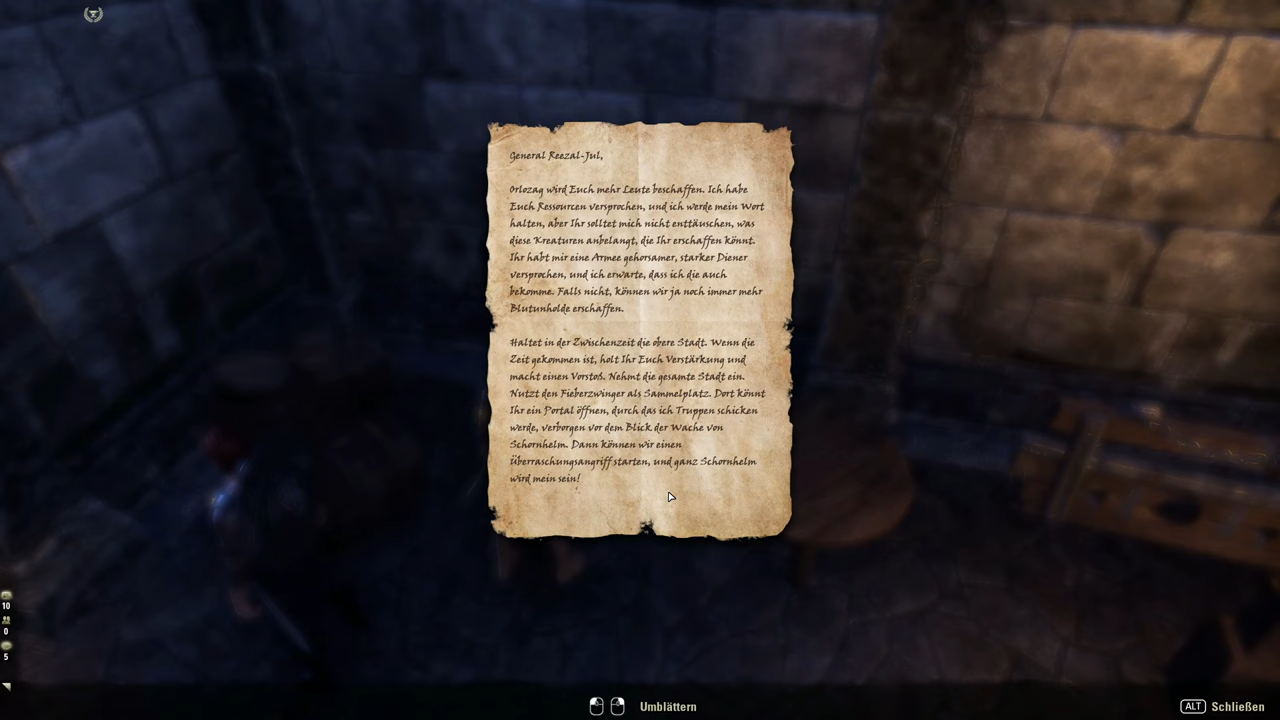 General Reezal-Jul,
Orlozag wird Euch mehr Leute beschaffen. Ich habe
Euch Ressourcen versprochen, und ich werde mein Wort
halten, aber Ihr solltet mich nicht enttäuschen, was
diese Kreaturen anbelangt, die Ihr erschaffen könnt.
Ihr habt mir eine Armee gehorsamer, starker Diener
versprochen, und ich erwarte, dass ich die auch
bekomme. Falls nicht, können wir ja noch immer mehr
Blutunholde erschaffen.
Haltet in der Zwischenzeit die obere Stadt. Wenn die
Zeit gekommen ist, holt Ihr Euch Verstärkung und
macht einen Vorstoß. Nehmt die gesamte Stadt ein.
Nutzt den Fieberzwinger als Sammelplatz. Dort könnt
Ihr ein Portal öffnen, durch das ich Truppen schicken
werde, verborgen vor dem Blick der Wache von
Schornhelm. Dann können wir einen
Überraschungsangriff starten, und ganz Schornhelm
wird mein sein!
10
0
5
Umblättern
ALT Schließen